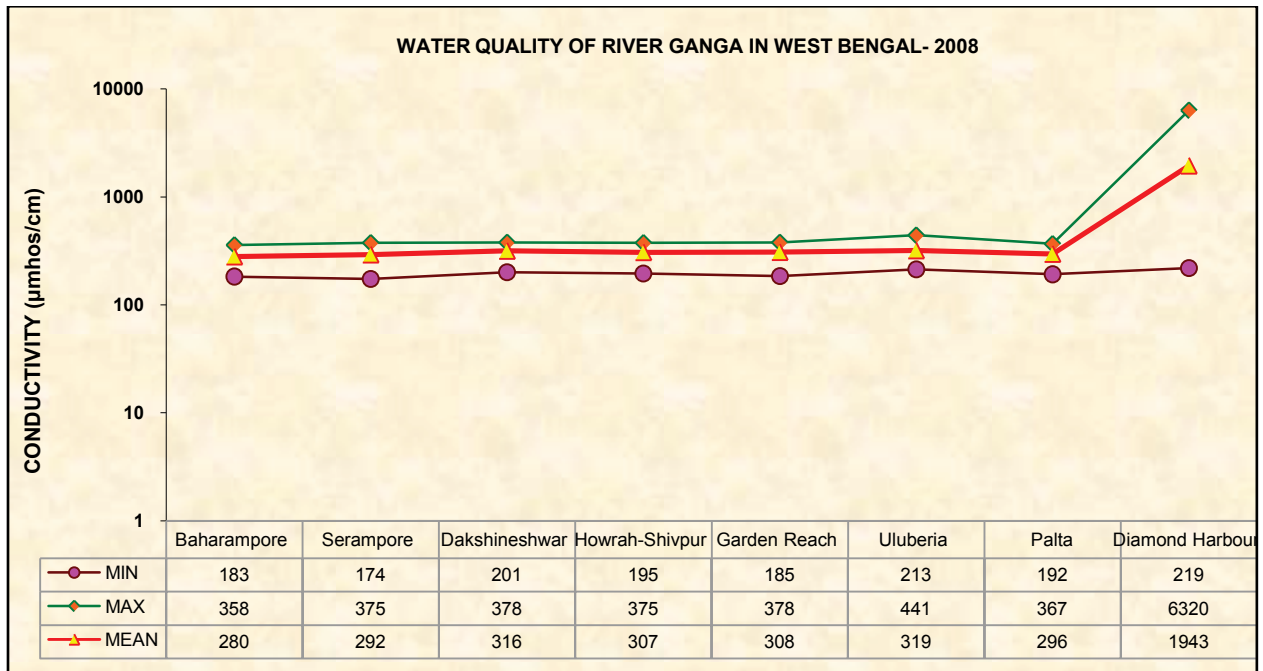 WATER QUALITY OF RIVER GANGA IN WEST BENGAL- 2008
CONDUCTIVITY (µmhos/cm)
10000
1000
100
10
1
Baharampore Serampore Dakshineshwar Howrah-Shivpur Garden Reach Uluberia Palta Diamond Harbour
MIN 183 174 201 195 185 213 192 219
MAX 358 375 378 375 378 441 367 6320
MEAN 280 292 316 307 308 319 296 1943